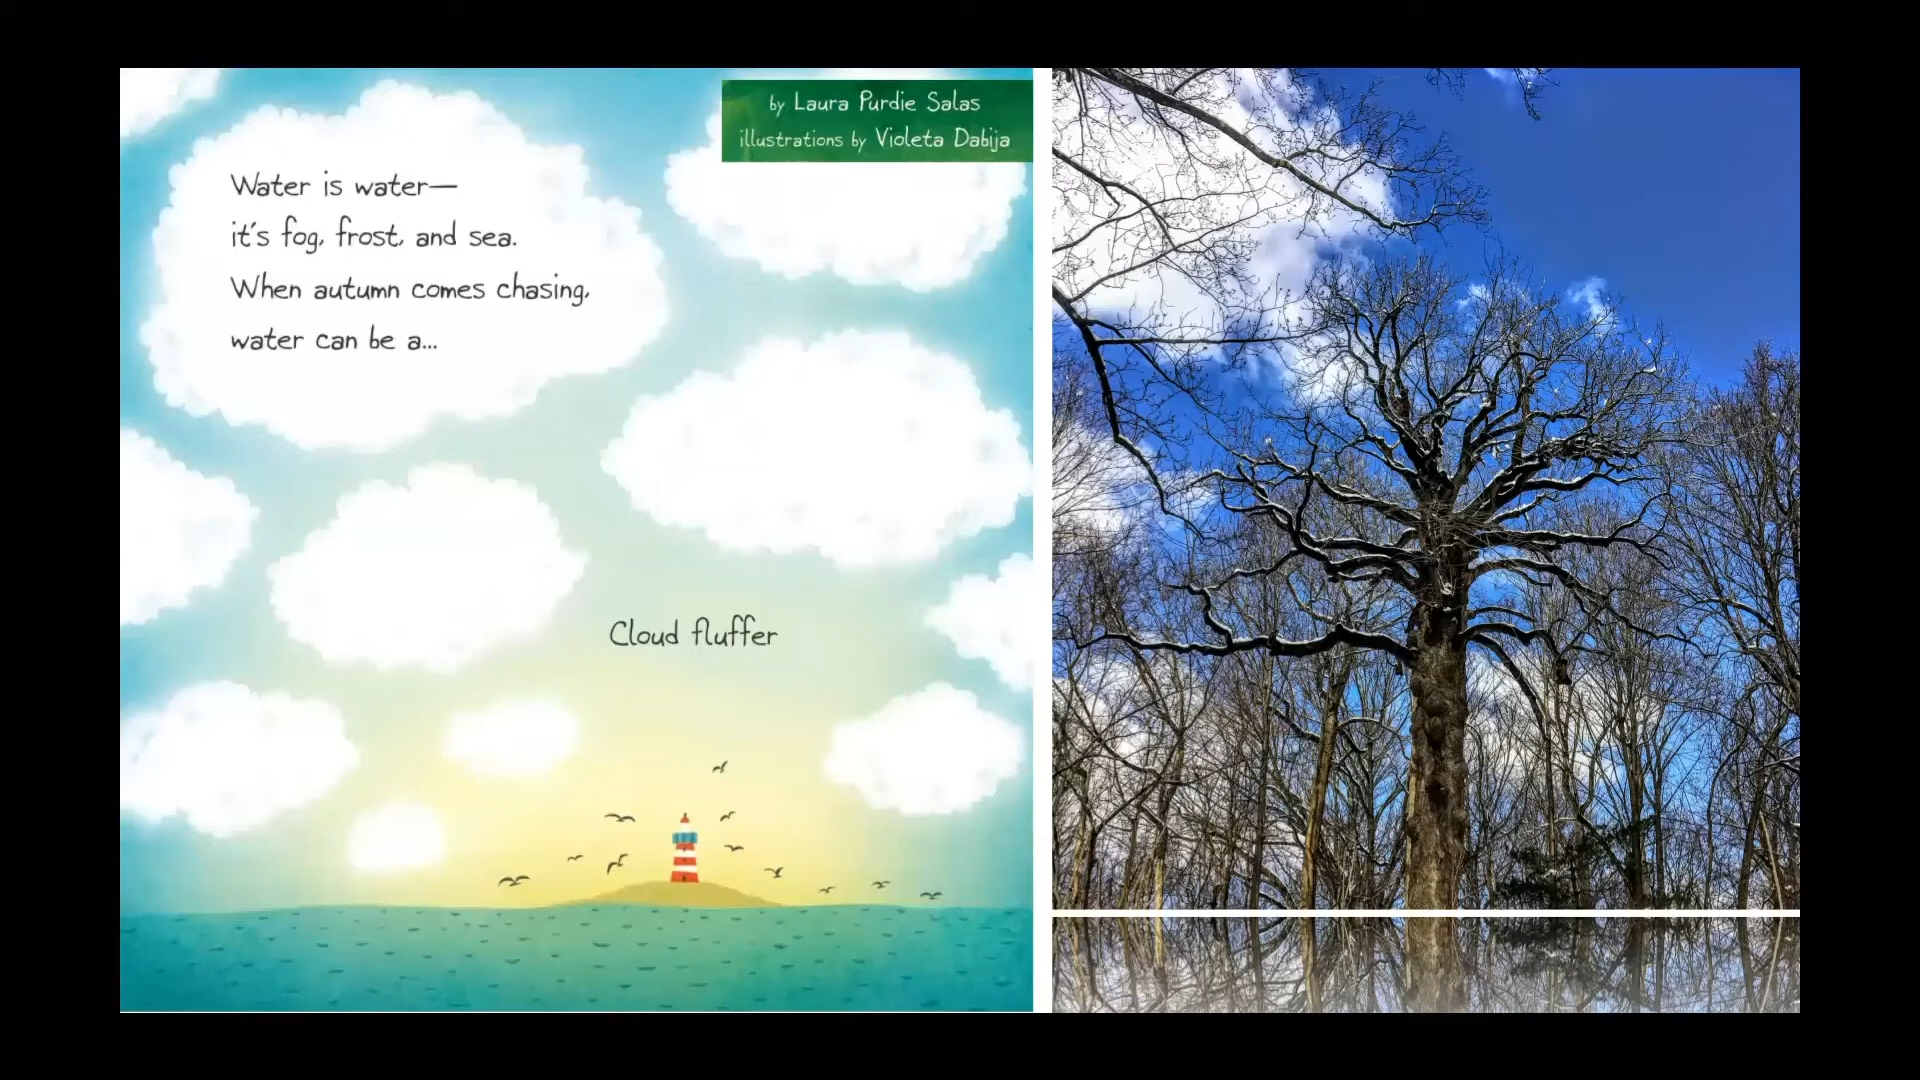 by Laura Purdie Salas
illustrations by Violeta Dabija
Water is water—
it's fog, frost, and sea.
When autumn comes chasing,
water can be a...
Cloud fluffer